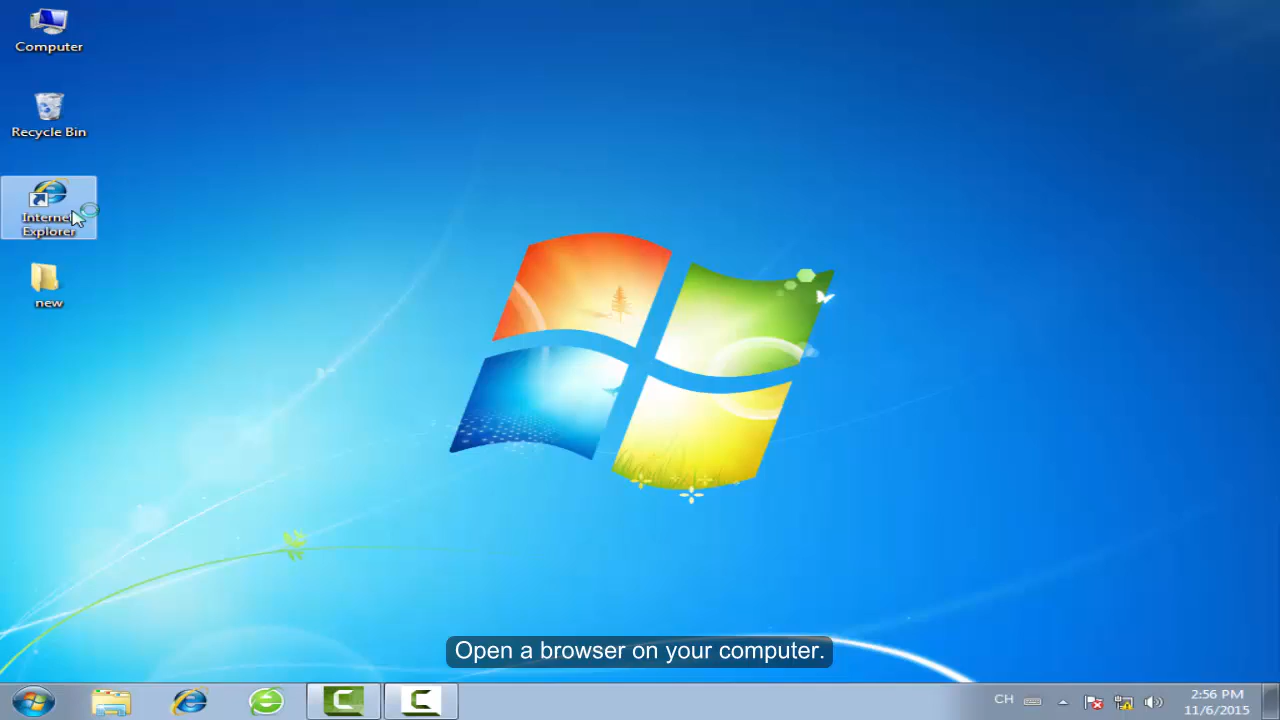 Computer
Recycle Bin
Internet
Explorer
new
Open a browser on your computer.
CH
2:56 PM
11/6/2015